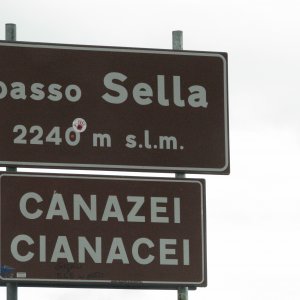 passo Sella
2240 m s.l.m.
CANAZEI
CIANACEI